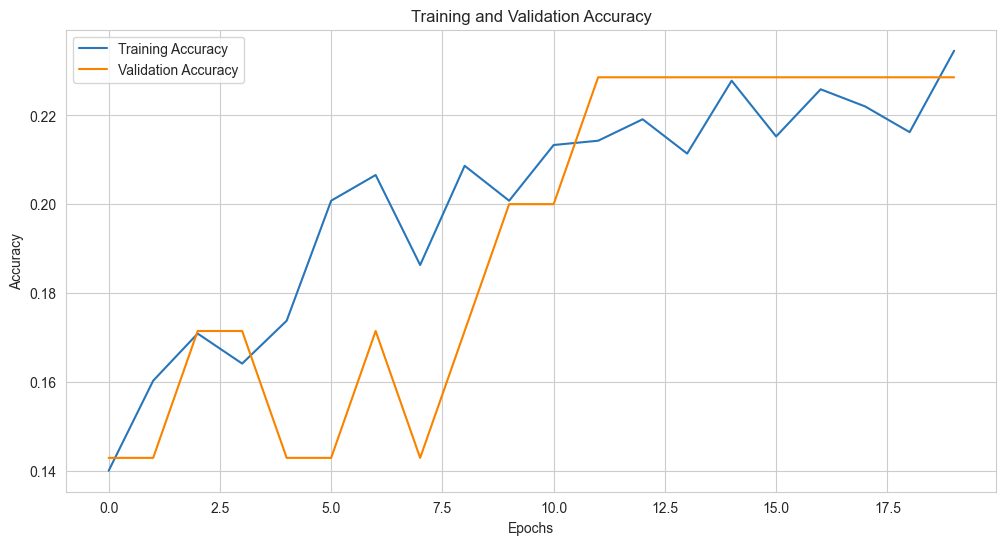 Training and Validation Accuracy
Training Accuracy
Validation Accuracy
Accuracy
0.22
0.20
0.18
0.16
0.14
0.0 2.5 5.0 7.5 10.0 12.5 15.0 17.5
Epochs